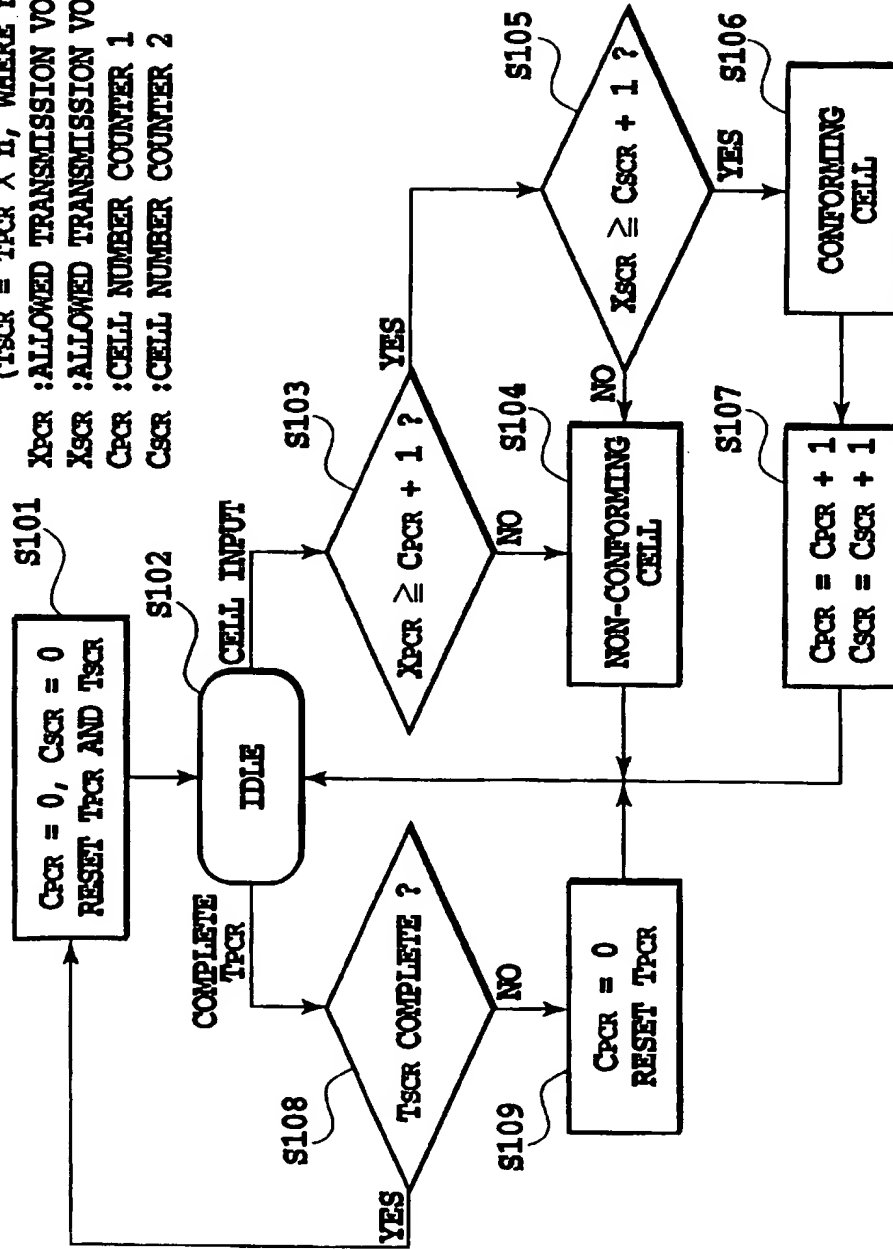 (TSCR = TPCR × n, WHERE
XPCR :ALLOWED TRANSMISSION
XSCR :ALLOWED TRANSMISSION
CPCR :CELL NUMBER COUNTER 1
CSCR :CELL NUMBER COUNTER 2
S101
CPCR = 0, CSCR = 0
RESET TPCR AND TSCR
S102
IDLE
CELL INPUT
COMPLETE
TPCR
S103
XPCR ≧ CPCR + 1 ?
YES
NO
S105
XSCR ≧ CSCR + 1 ?
NO
YES
S104
NON-CONFORMING
CELL
S106
CONFORMING
CELL
S107
CPCR = CPCR + 1
CSCR = CSCR + 1
S108
TSCR COMPLETE ?
YES
NO
S109
CPCR = 0
RESET TPCR